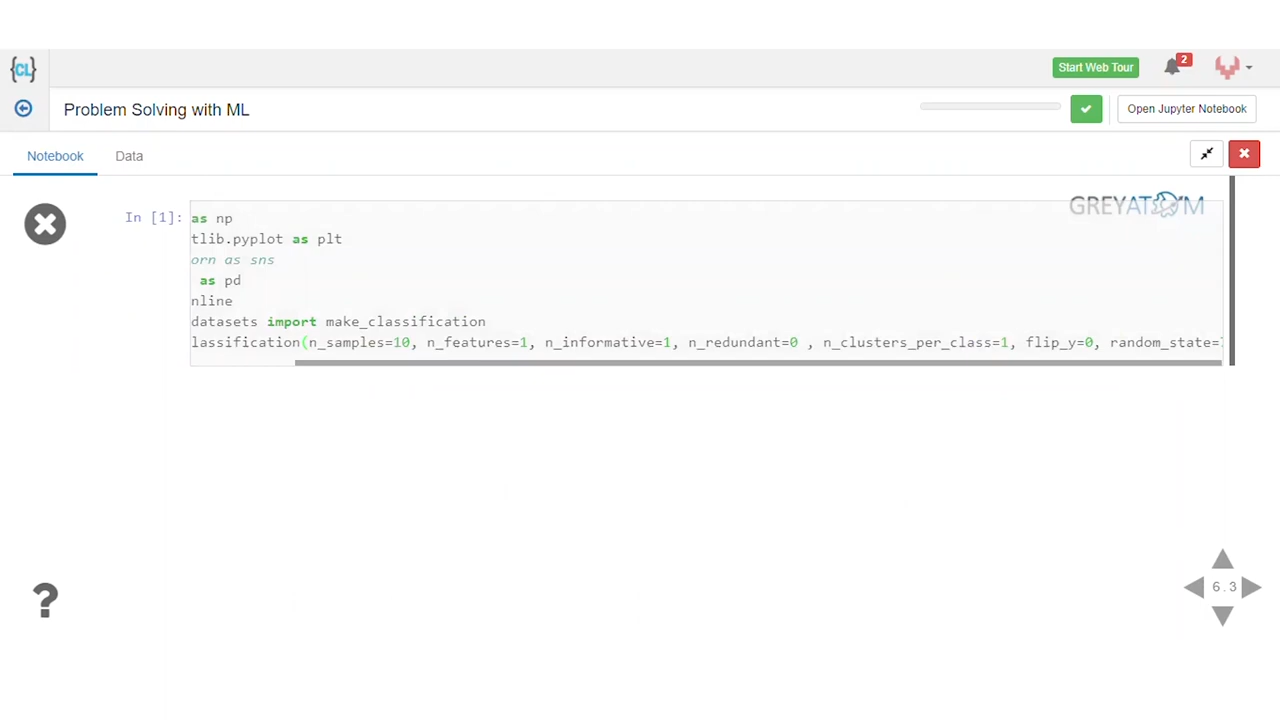 {CL}
Start Web Tour
2
Problem Solving with ML
Open Jupyter Notebook
Notebook
Data
GREYATOM
In [1]:
as np
tlib.pyplot as plt
orn as sns
as pd
nline
datasets import make_classification
lassification(n_samples=10, n_features=1, n_informative=1, n_redundant=0 , n_clusters_per_class=1, flip_y=0, random_state=
?
6.3